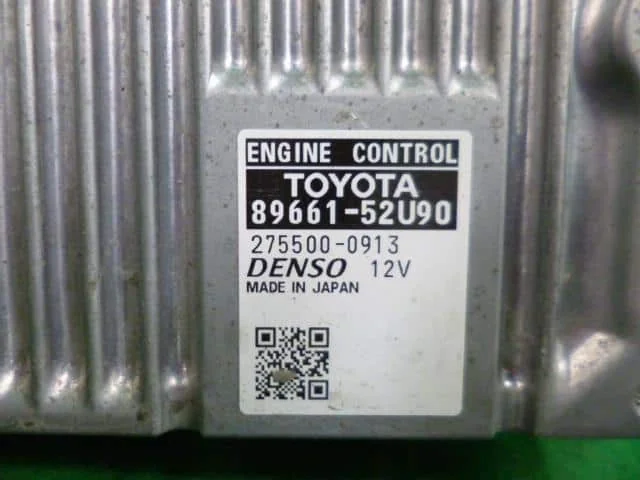 ENGINE CONTROL
TOYOTA
89661-52U90
275500-0913
DENSO 12V
MADE IN JAPAN